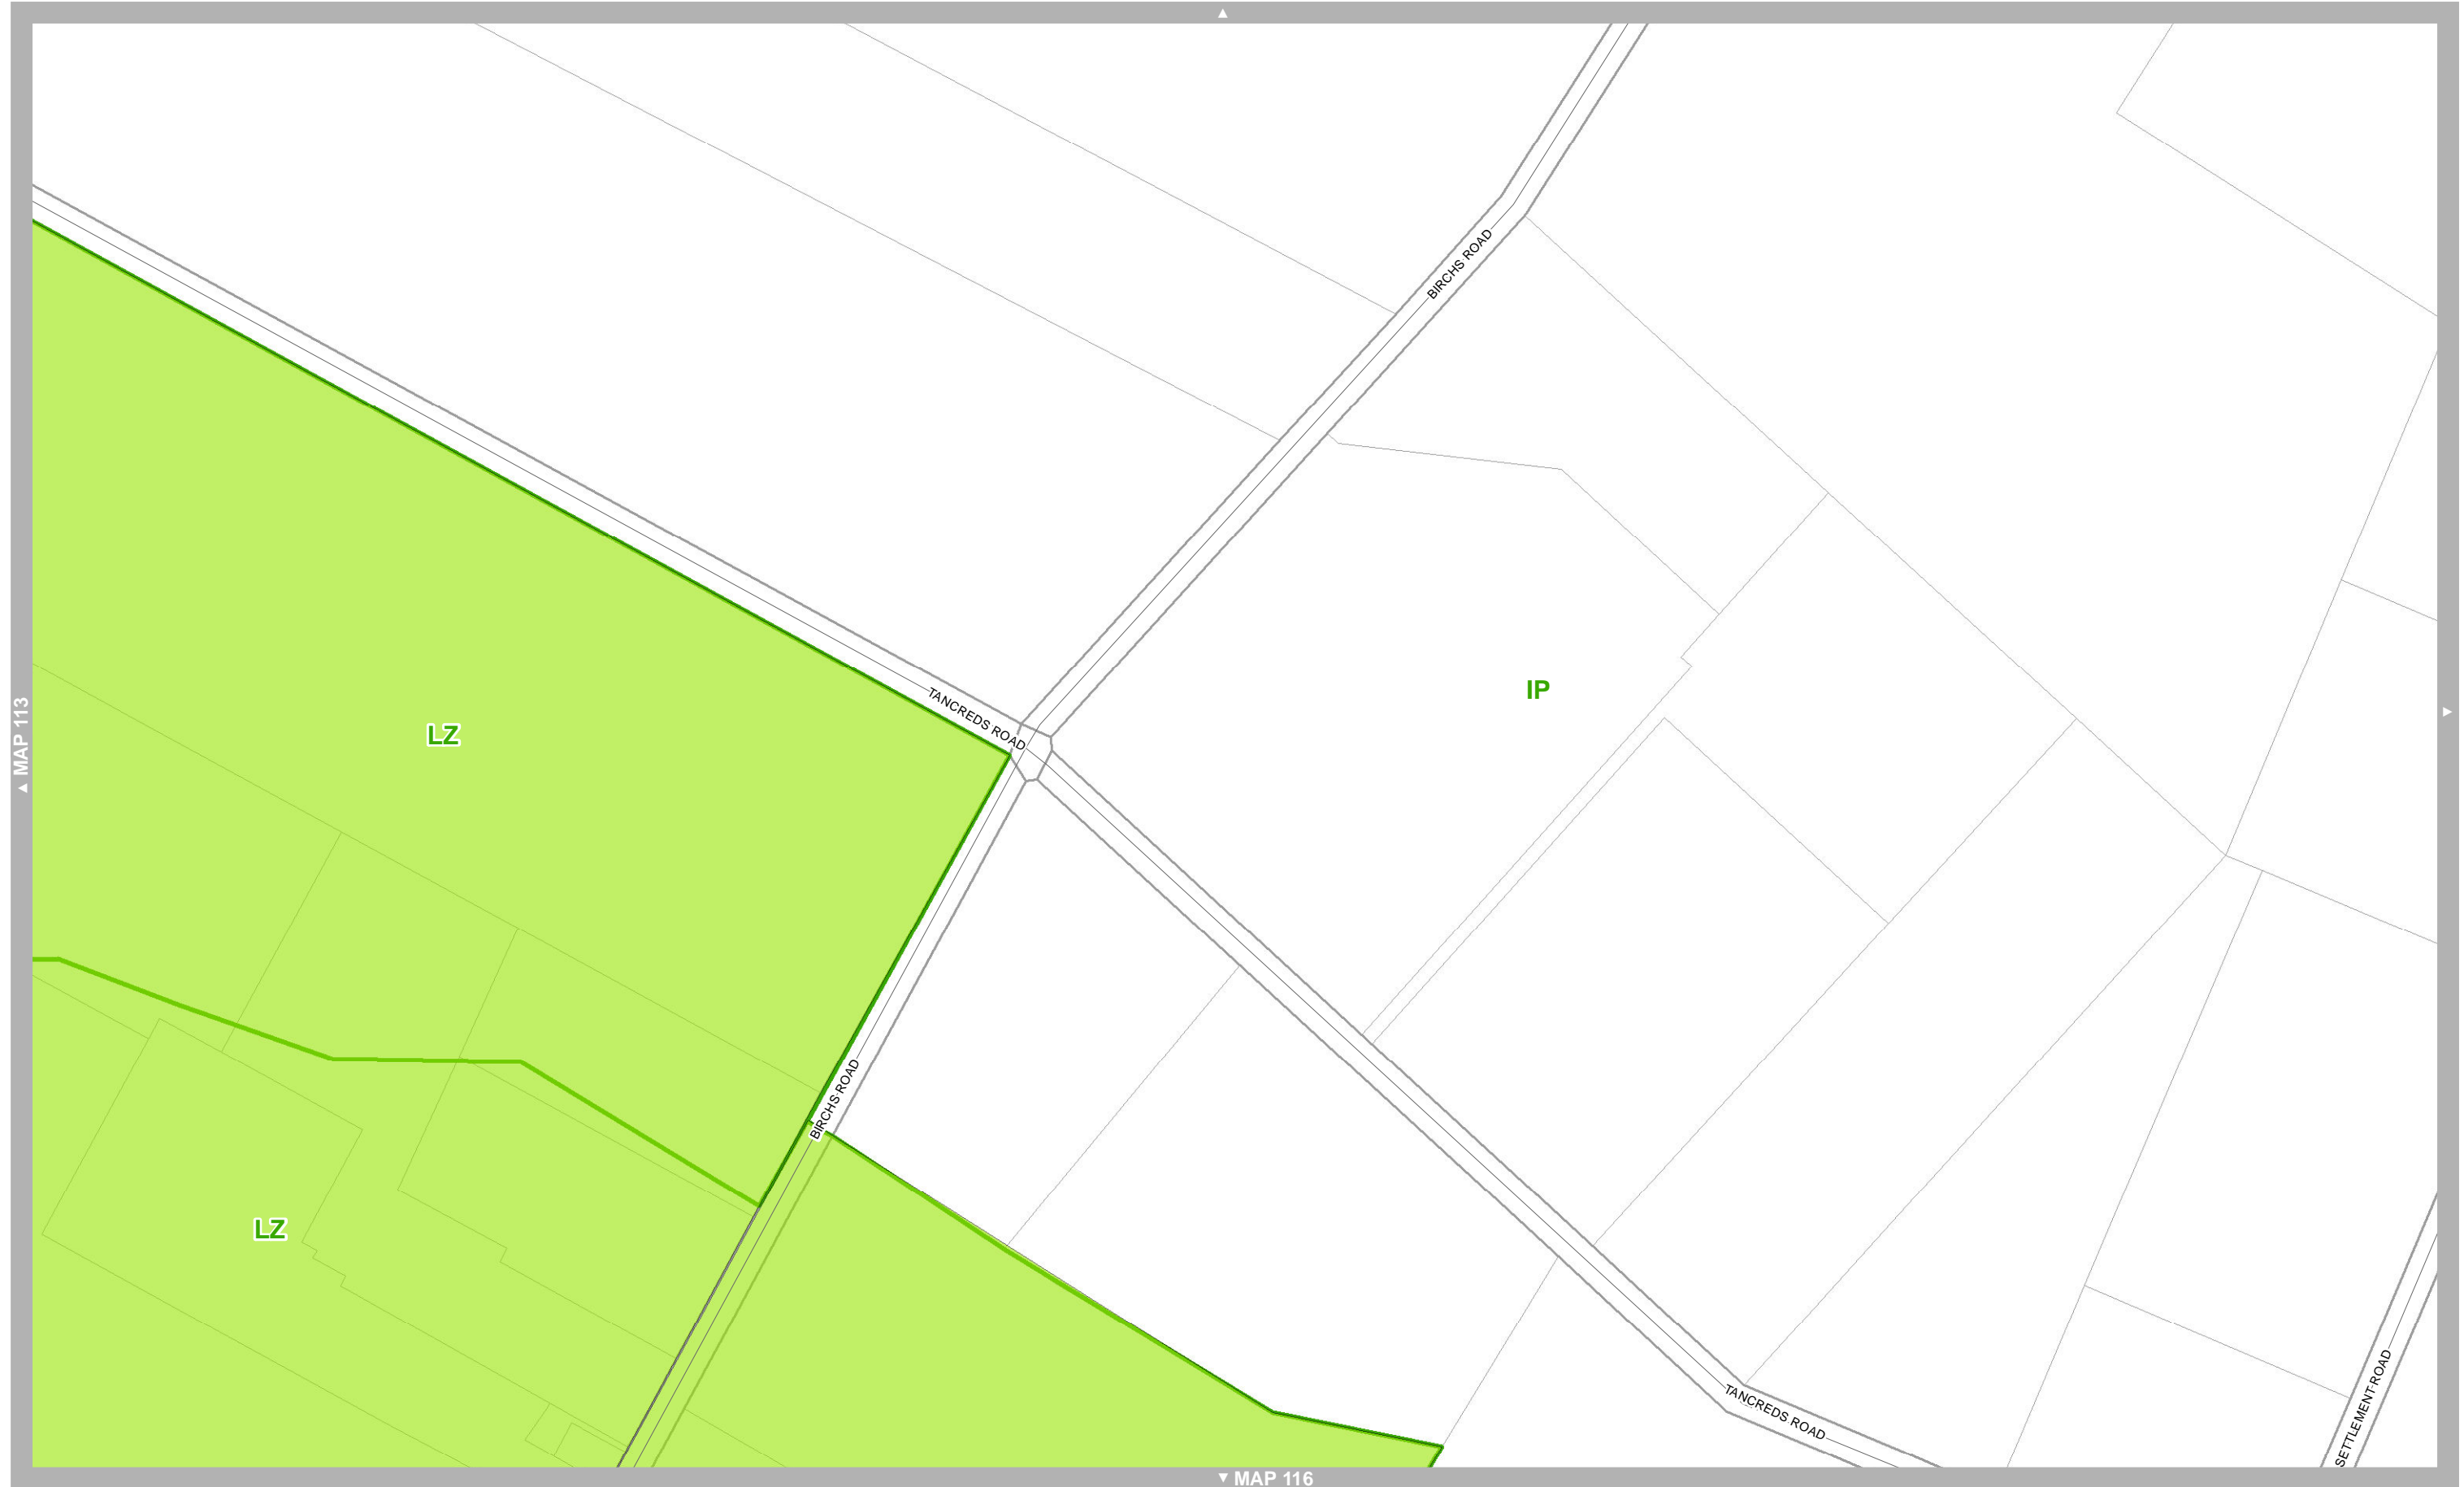 BIRCHS ROAD
IP
TANCREDS ROAD
LZ
MAP 113
BIRCHS ROAD
LZ
TANCREDS ROAD
SETTLEMENT ROAD
MAP 116